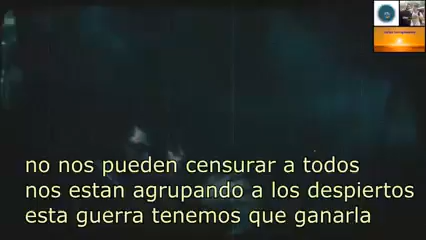 no nos pueden censurar a todos
nos estan agrupando a los despiertos
esta guerra tenemos que ganarla